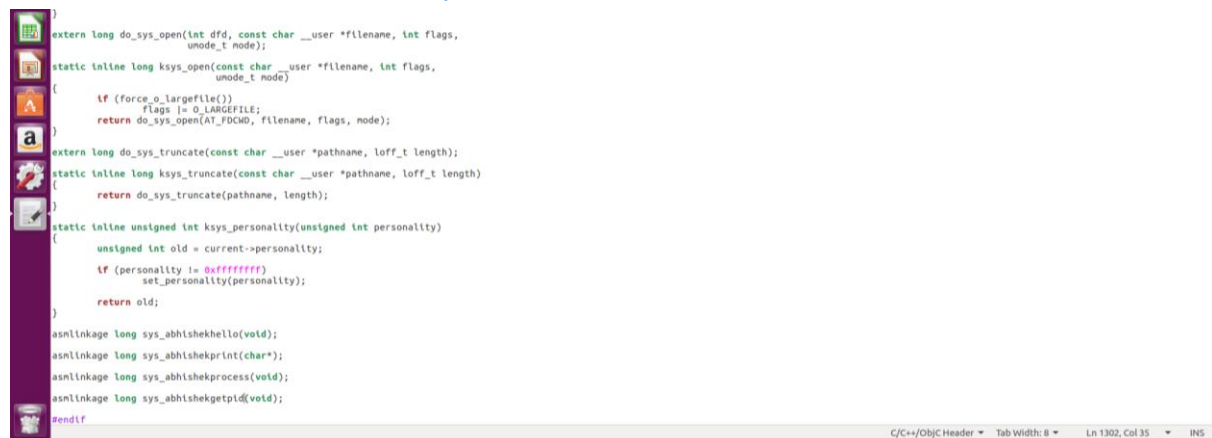 }
extern long do_sys_open(int dfd, const char __user *filename, int flags,
umode_t mode);
static inline long ksys_open(const char __user *filename, int flags,
umode_t mode)
{
if (force_o_largefile())
flags |= O_LARGEFILE;
return do_sys_open(AT_FDCWD, filename, flags, mode);
}
extern long do_sys_truncate(const char __user *pathname, loff_t length);
static inline long ksys_truncate(const char __user *pathname, loff_t length)
{
return do_sys_truncate(pathname, length);
}
static inline unsigned int ksys_personality(unsigned int personality)
{
unsigned int old = current->personality;
if (personality != 0xffffffff)
set_personality(personality);
return old;
}
asmlinkage long sys_abhishekhello(void);
asmlinkage long sys_abhishekprint(char*);
asmlinkage long sys_abhishekprocess(void);
asmlinkage long sys_abhishekgetpid(void);
#endif
C/C++/ObjC Header Tab Width: 8 Ln 1302, Col 35 INS